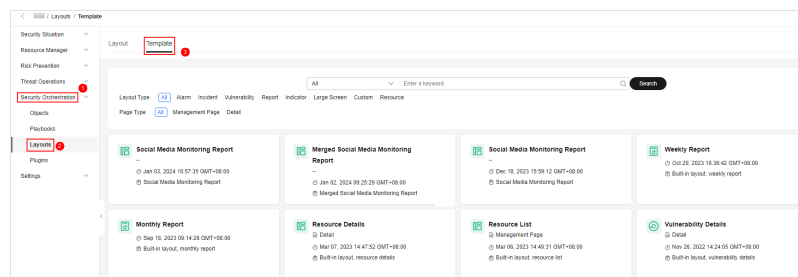 / Layouts / Template
Security Situation
Resource Manager
Risk Prevention
Threat Operations
1
Security Orchestration
Objects
Playbooks
Layouts 2
Plugins
Settings
Layout Template 3
All Enter a keyword. Search
Layout Type All Alarm Incident Vulnerability Report Indicator Large Screen Custom Resource
Page Type All Management Page Detail
Social Media Monitoring Report
--
Jan 03, 2024 16:57:35 GMT+08:00
Social Media Monitoring Report
Merged Social Media Monitoring
Report
--
Jan 02, 2024 09:25:29 GMT+08:00
Merged Social Media Monitoring Report
Social Media Monitoring Report
--
Dec 18, 2023 15:59:12 GMT+08:00
Social Media Monitoring Report
Weekly Report
Oct 20, 2023 16:36:42 GMT+08:00
Built-in layout, weekly report
Monthly Report
Sep 18, 2023 09:14:26 GMT+08:00
Built-in layout, monthly report
Resource Details
Detail
Mar 07, 2023 14:47:52 GMT+08:00
Built-in layout, resource details
Resource List
Management Page
Mar 06, 2023 14:49:31 GMT+08:00
Built-in layout, resource list
Vulnerability Details
Detail
Nov 26, 2022 14:24:05 GMT+08:00
Built-in layout, vulnerability details